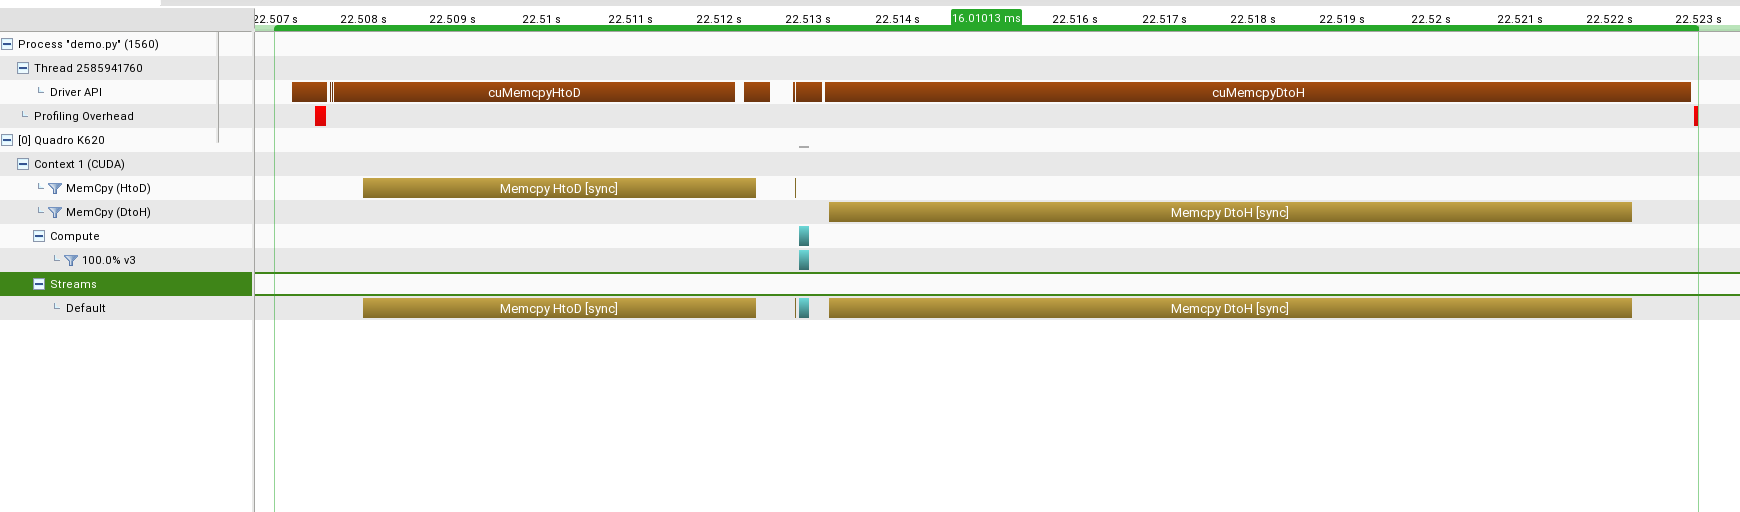 22.507 s 22.508 s 22.509 s 22.51 s 22.511 s 22.512 s 22.513 s 22.514 s 16.01013 ms 22.516 s 22.517 s 22.518 s 22.519 s 22.52 s 22.521 s 22.522 s 22.523 s
Process "demo.py" (1560)
Thread 2585941760
Driver API cuMemcpyHtoD cuMemcpyDtoH
Profiling Overhead
[0] Quadro K620
Context 1 (CUDA)
MemCpy (HtoD) Memcpy HtoD [sync]
MemCpy (DtoH) Memcpy DtoH [sync]
Compute
100.0% v3
Streams
Default Memcpy HtoD [sync] Memcpy DtoH [sync]